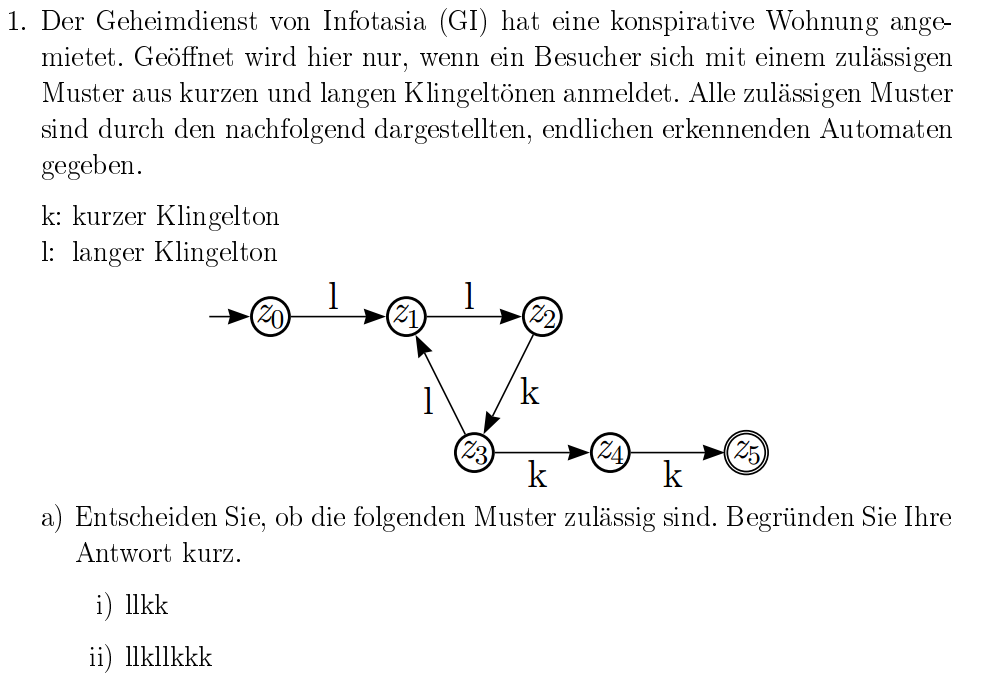 1. Der Geheimdienst von Infotasia (GI) hat eine konspirative Wohnung ange-
mietet. Geöffnet wird hier nur, wenn ein Besucher sich mit einem zulässigen
Muster aus kurzen und langen Klingeltönen anmeldet. Alle zulässigen Muster
sind durch den nachfolgend dargestellten, endlichen erkennenden Automaten
gegeben.
k: kurzer Klingelton
l: langer Klingelton
l l
z0 z1 z2
l k
z3 z4 z5
k k
a) Entscheiden Sie, ob die folgenden Muster zulässig sind. Begründen Sie Ihre
Antwort kurz.
i) llkk
ii) llkllkkk